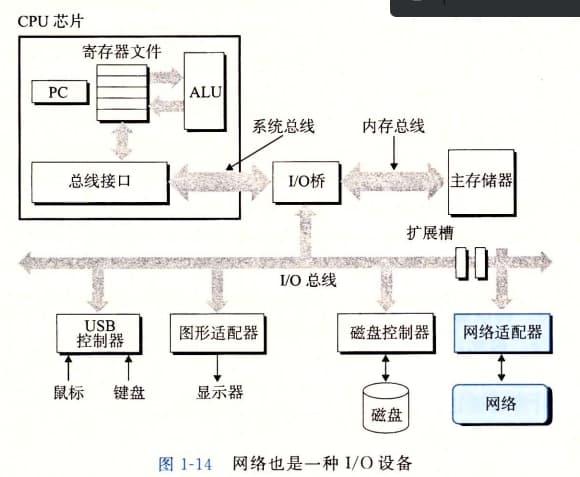 CPU 芯片
寄存器文件
PC
ALU
系统总线
内存总线
总线接口
I/O桥
主存储器
扩展槽
I/O 总线
USB
控制器
图形适配器
磁盘控制器
网络适配器
鼠标
键盘
显示器
磁盘
网络
图 1-14 网络也是一种 I/O 设备